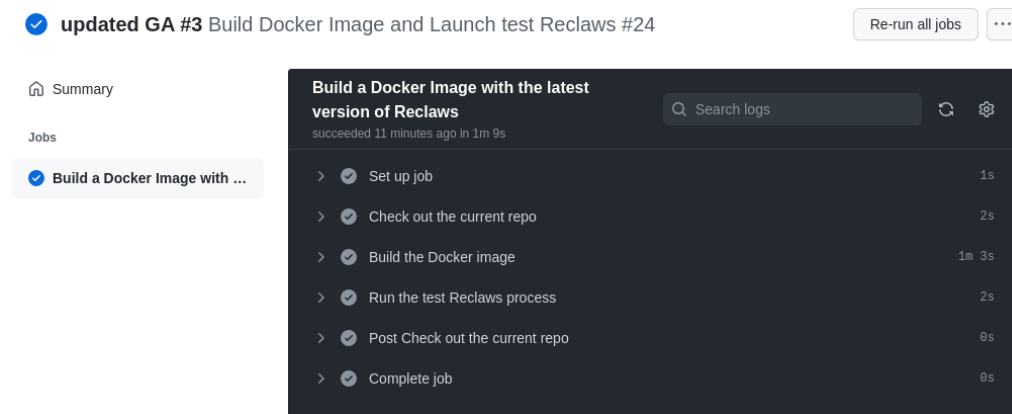 updated GA #3 Build Docker Image and Launch test Reclaws #24
Re-run all jobs
Summary
Jobs
Build a Docker Image with ...
Build a Docker Image with the latest
version of Reclaws
succeeded 11 minutes ago in 1m 9s
Search logs
Set up job 1s
Check out the current repo 2s
Build the Docker image 1m 3s
Run the test Reclaws process 2s
Post Check out the current repo 0s
Complete job 0s